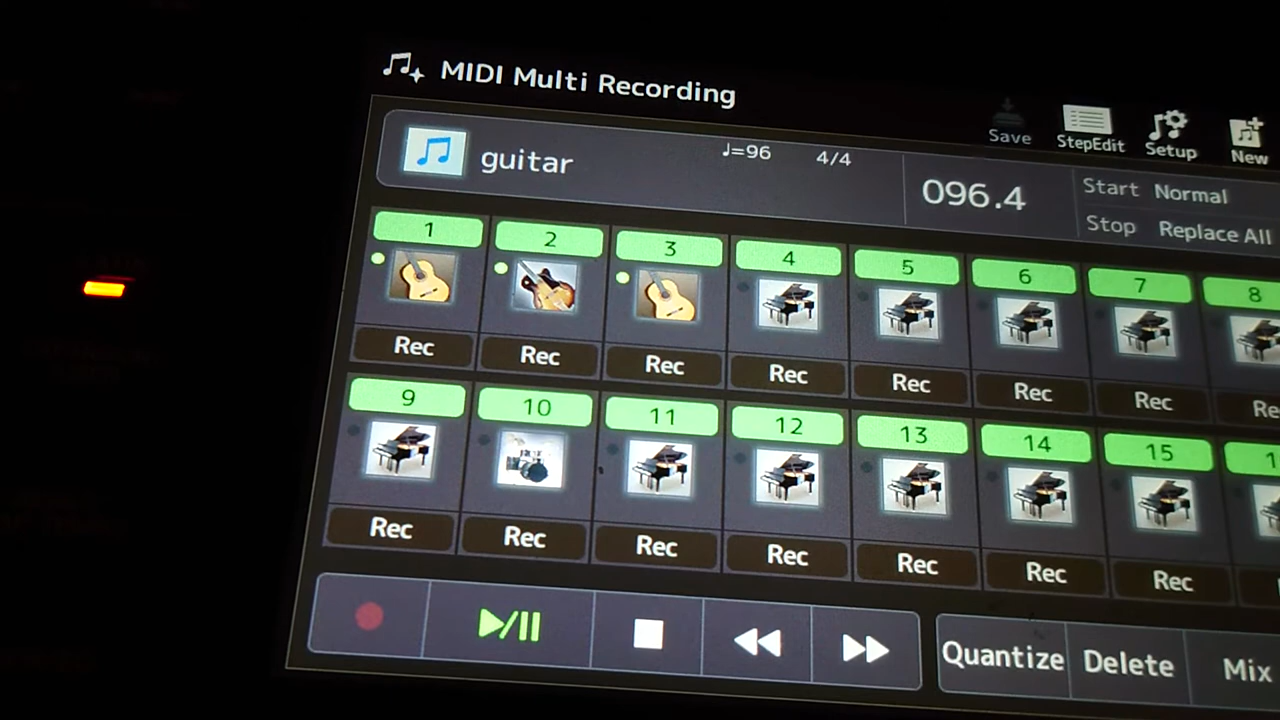 MIDI Multi Recording
Save StepEdit Setup New
guitar ♩=96 4/4 096.4
Start Normal
Stop Replace All
1 2 3 4 5 6 7 8
Rec Rec Rec Rec Rec Rec Rec Re
9 10 11 12 13 14 15 1
Rec Rec Rec Rec Rec Rec Rec
Quantize Delete Mix